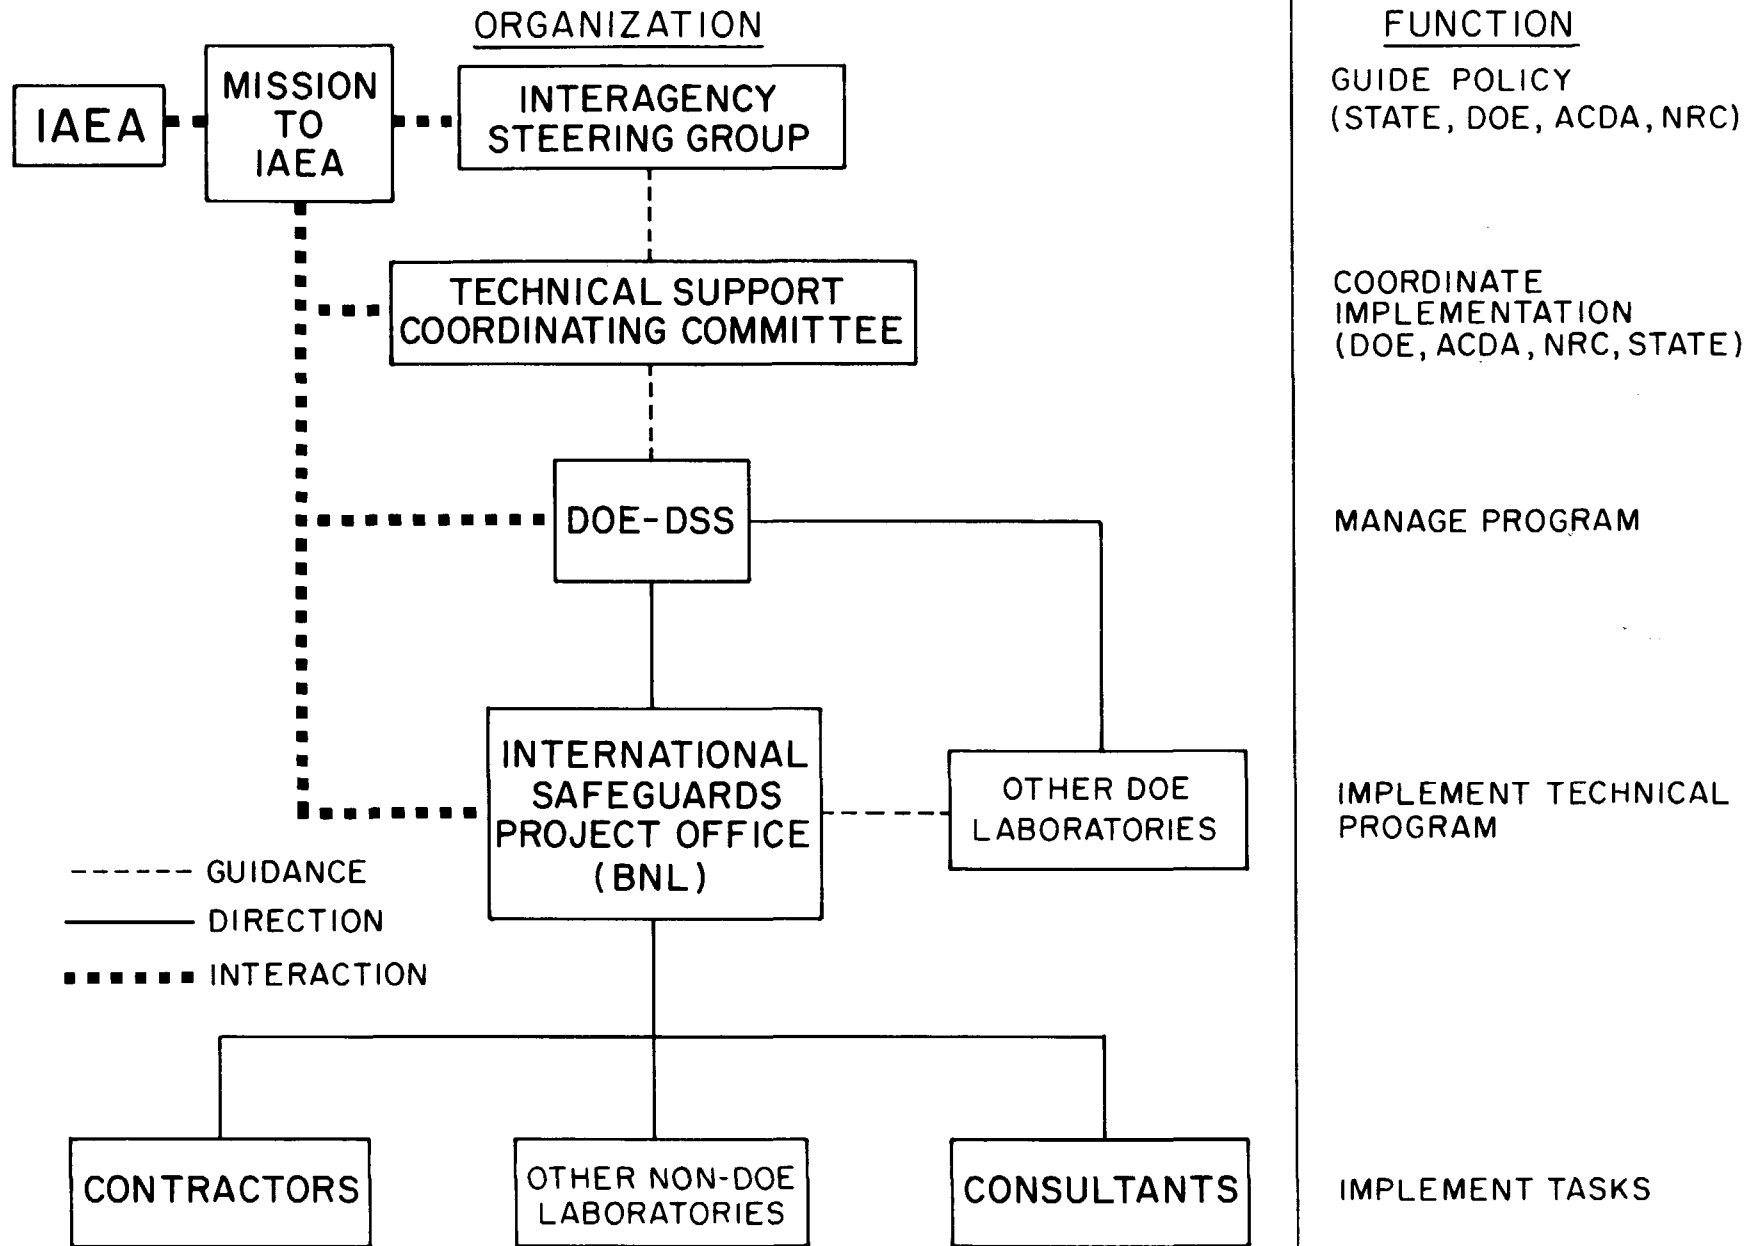 ORGANIZATION
FUNCTION
IAEA
MISSION
TO
IAEA
INTERAGENCY
STEERING GROUP
GUIDE POLICY
(STATE, DOE, ACDA, NRC)
TECHNICAL SUPPORT
COORDINATING COMMITTEE
COORDINATE
IMPLEMENTATION
(DOE, ACDA, NRC, STATE)
DOE-DSS
MANAGE PROGRAM
INTERNATIONAL
SAFEGUARDS
PROJECT OFFICE
(BNL)
OTHER DOE
LABORATORIES
IMPLEMENT TECHNICAL
PROGRAM
GUIDANCE
DIRECTION
INTERACTION
CONTRACTORS
OTHER NON-DOE
LABORATORIES
CONSULTANTS
IMPLEMENT TASKS